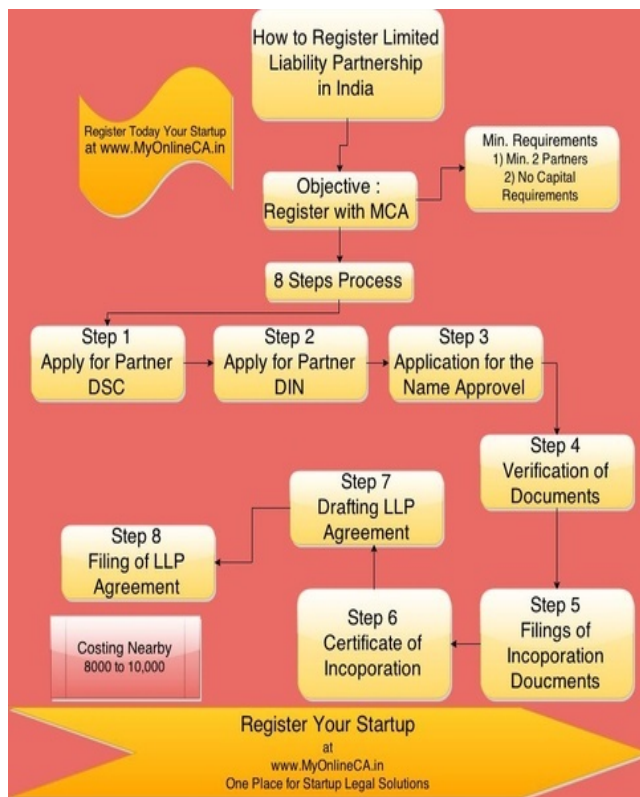 How to Register Limited
Liability Partnership
in India
Register Today Your Startup
at www.MyOnlineCA.in
Min. Requirements
1) Min. 2 Partners
2) No Capital
Requirements
Objective :
Register with MCA
8 Steps Process
Step 1
Apply for Partner
DSC
Step 2
Apply for Partner
DIN
Step 3
Application for the
Name Approvel
Step 4
Verification of
Documents
Step 5
Filings of
Incoporation
Doucments
Step 6
Certificate of
Incoporation
Step 7
Drafting LLP
Agreement
Step 8
Filing of LLP
Agreement
Costing Nearby
8000 to 10,000
Register Your Startup
at
www.MyOnlineCA.in
One Place for Startup Legal Solutions